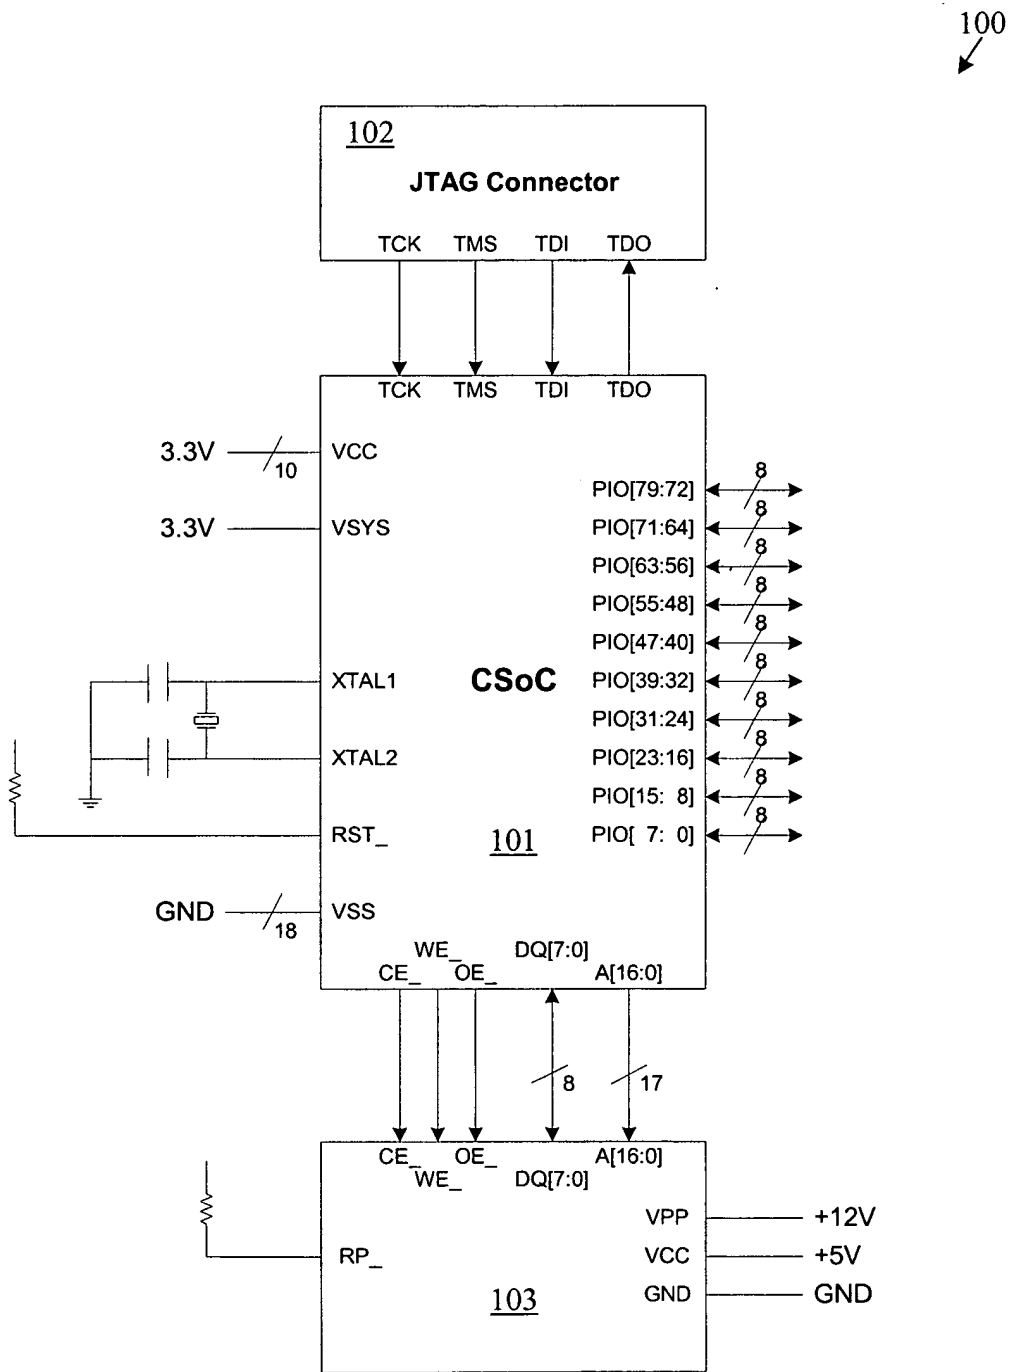 100
102
JTAG Connector
TCK TMS TDI TDO
TCK TMS TDI TDO
3.3V 10 VCC
8
PIO[79:72]
8
3.3V VSYS PIO[71:64]
8
PIO[63:56]
8
PIO[55:48]
8
PIO[47:40]
8
XTAL1 CSoC PIO[39:32]
8
PIO[31:24]
8
XTAL2 PIO[23:16]
8
PIO[15: 8]
8
RST_ 101 PIO[ 7: 0]
GND 18 VSS
WE_ DQ[7:0]
CE_ OE_ A[16:0]
8 17
CE_ OE_ A[16:0]
WE_ DQ[7:0]
VPP +12V
RP_ VCC +5V
GND GND
103